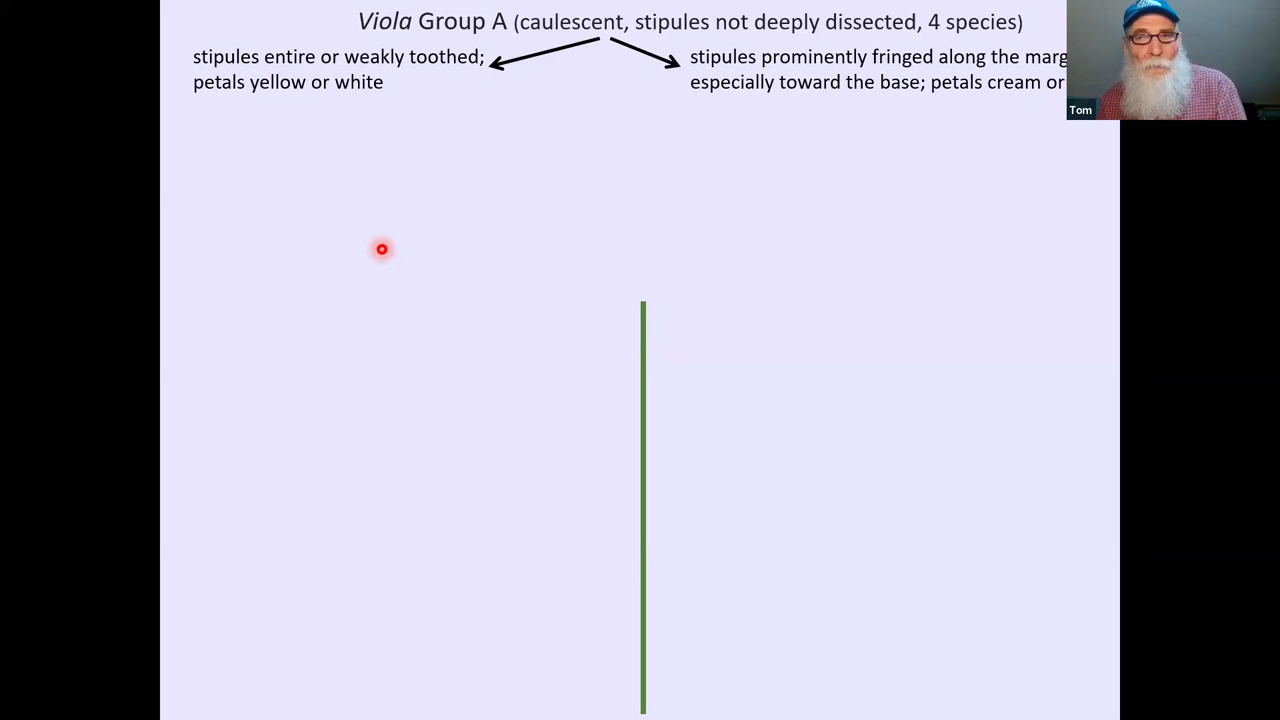 Viola Group A (caulescent, stipules not deeply dissected, 4 species)
stipules entire or weakly toothed;
petals yellow or white
stipules prominently fringed along the
especially toward the base; petals cream or
Tom